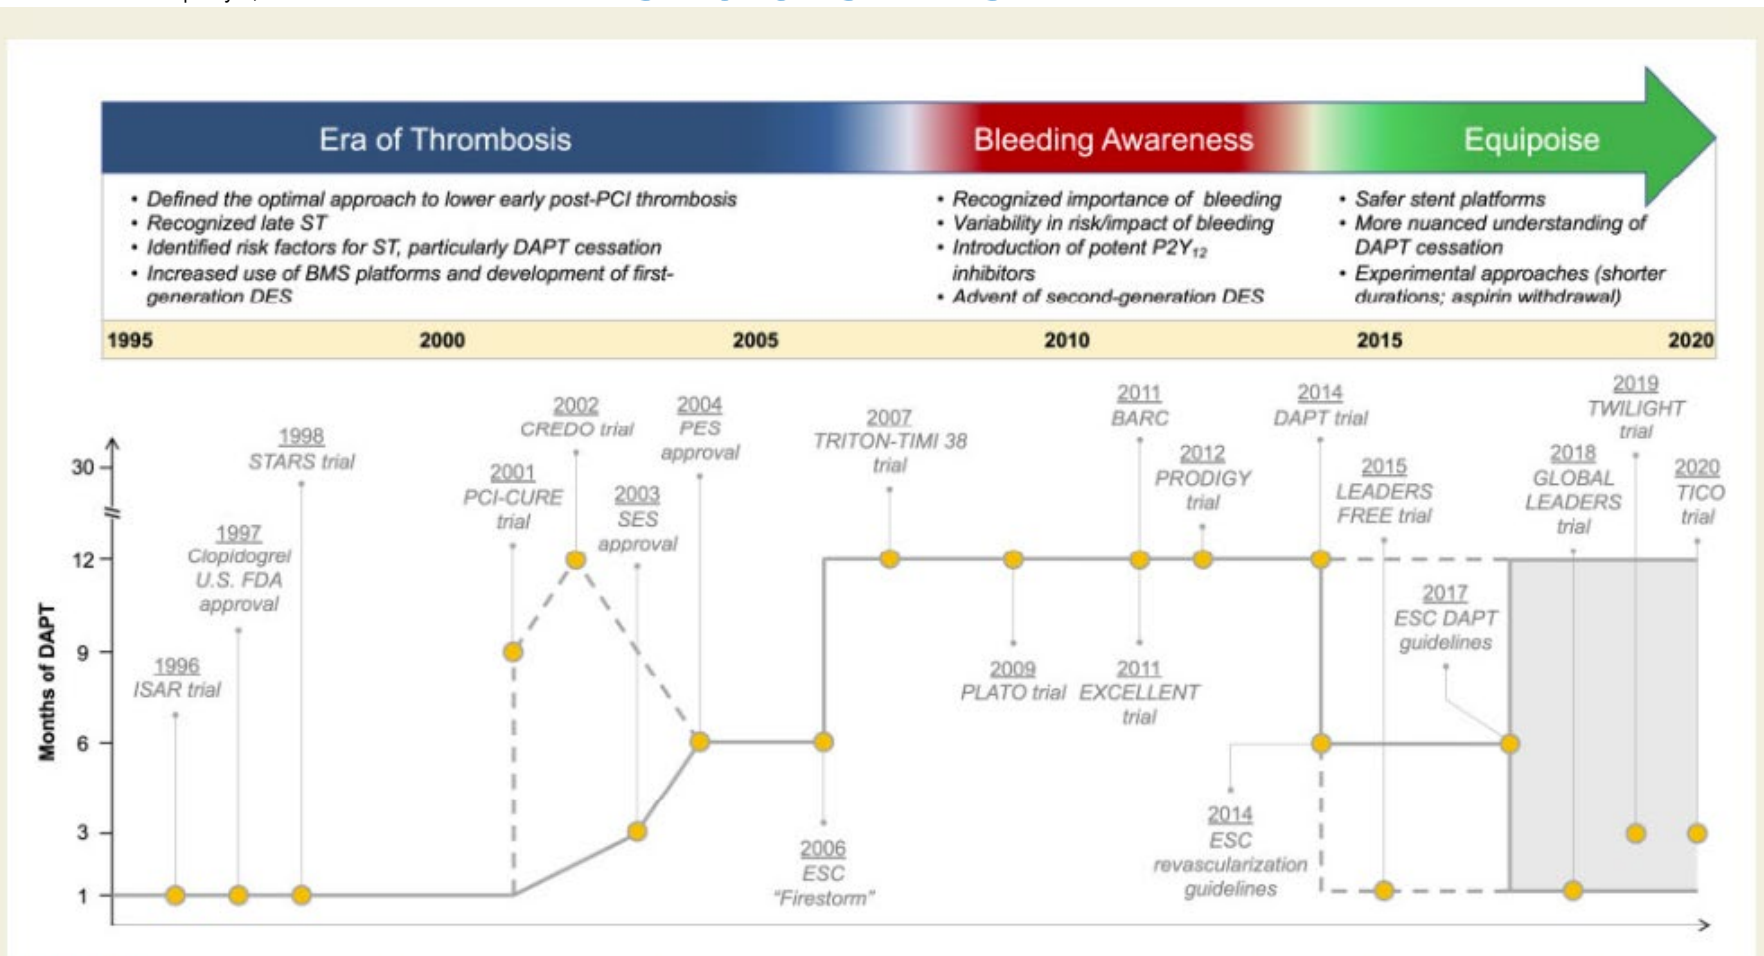 Era of Thrombosis
Bleeding Awareness
Equipoise
• Defined the optimal approach to lower early post-PCI thrombosis
• Recognized late ST
• Identified risk factors for ST, particularly DAPT cessation
• Increased use of BMS platforms and development of first-
generation DES
• Recognized importance of bleeding
• Variability in risk/impact of bleeding
• Introduction of potent P2Y₁₂
inhibitors
• Advent of second-generation DES
• Safer stent platforms
• More nuanced understanding of
DAPT cessation
• Experimental approaches (shorter
durations; aspirin withdrawal)
1995
2000
2005
2010
2015
2020
Months of DAPT
30
12
9
6
3
1
1996
ISAR trial
1997
Clopidogrel
U.S. FDA
approval
1998
STARS trial
2001
PCI-CURE
trial
2002
CREDO trial
2003
SES
approval
2004
PES
approval
2006
ESC
"Firestorm"
2007
TRITON-TIMI 38
trial
2009
PLATO trial
2011
BARC
2011
EXCELLENT
trial
2012
PRODIGY
trial
2014
DAPT trial
2014
ESC
revascularization
guidelines
2015
LEADERS
FREE trial
2017
ESC DAPT
guidelines
2018
GLOBAL
LEADERS
trial
2019
TWILIGHT
trial
2020
TICO
trial